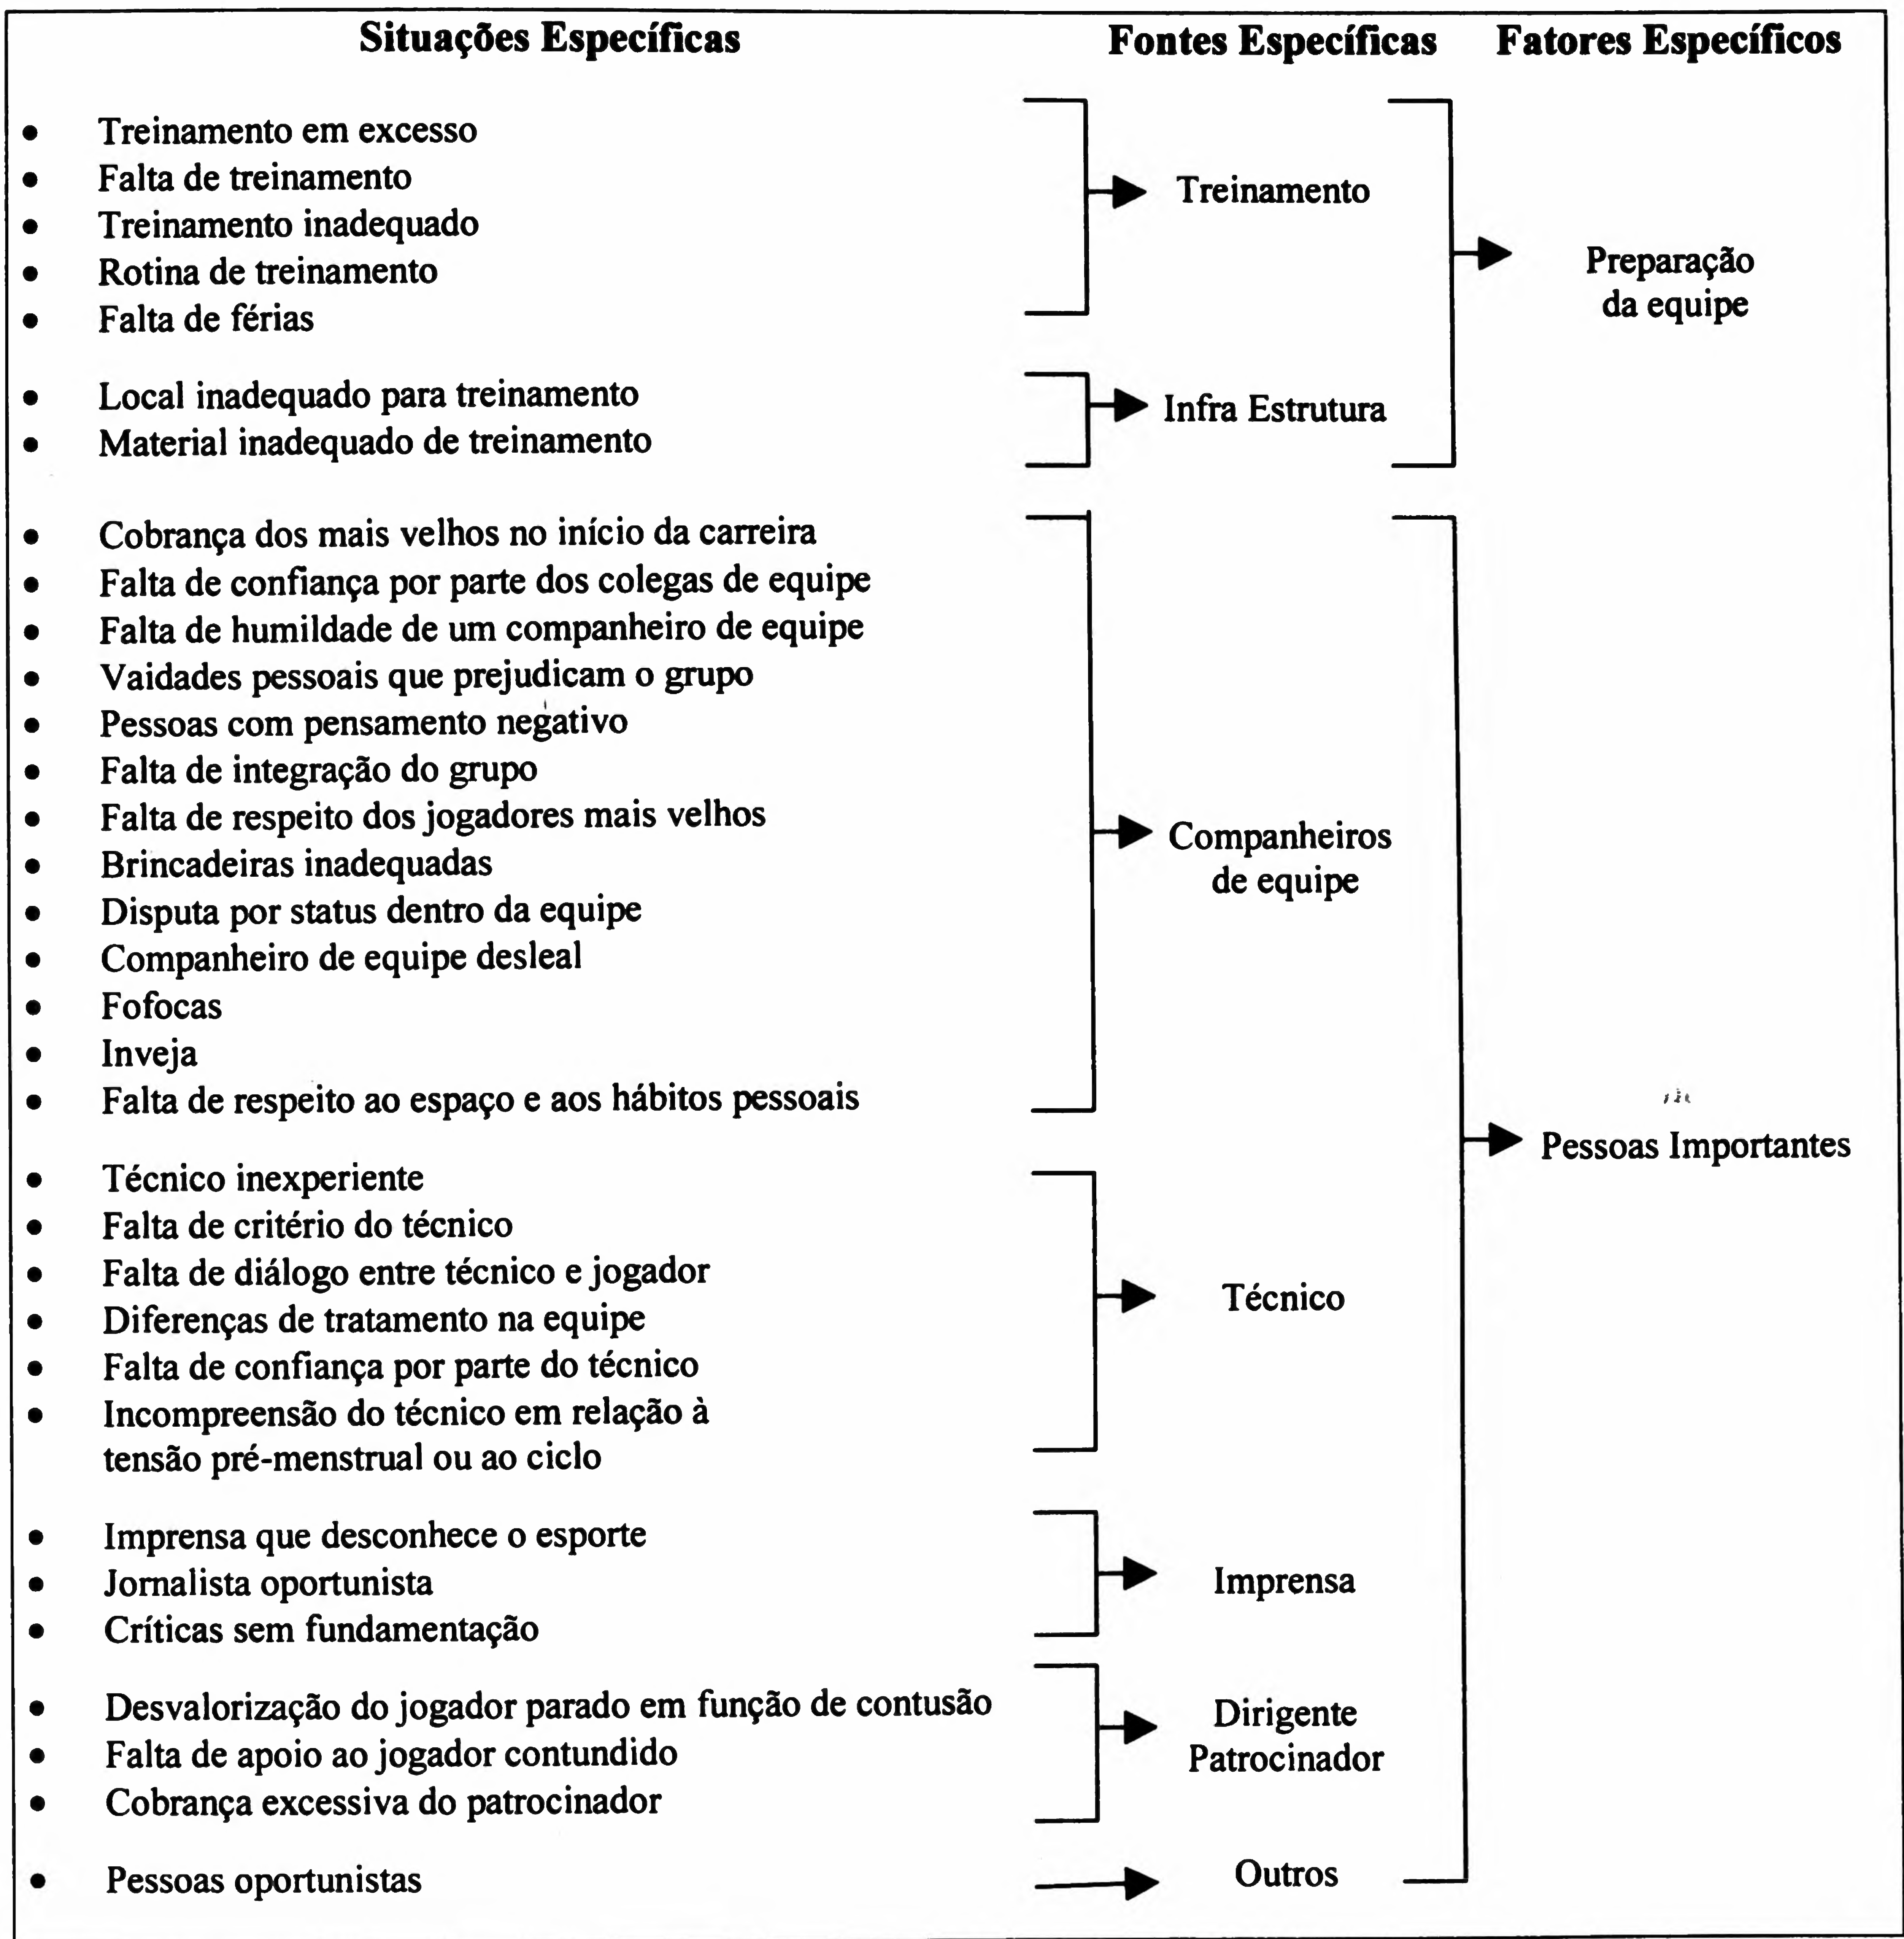 Situações Específicas Fontes Específicas Fatores Específicos
• Treinamento em excesso
• Falta de treinamento
• Treinamento inadequado
• Rotina de treinamento
• Falta de férias
Treinamento
Preparação
da equipe
• Local inadequado para treinamento
• Material inadequado de treinamento
Infra Estrutura
• Cobrança dos mais velhos no início da carreira
• Falta de confiança por parte dos colegas de equipe
• Falta de humildade de um companheiro de equipe
• Vaidades pessoais que prejudicam o grupo
• Pessoas com pensamento negativo
• Falta de integração do grupo
• Falta de respeito dos jogadores mais velhos
• Brincadeiras inadequadas
• Disputa por status dentro da equipe
• Companheiro de equipe desleal
• Fofocas
• Inveja
• Falta de respeito ao espaço e aos hábitos pessoais
Companheiros
de equipe
Pessoas Importantes
• Técnico inexperiente
• Falta de critério do técnico
• Falta de diálogo entre técnico e jogador
• Diferenças de tratamento na equipe
• Falta de confiança por parte do técnico
• Incompreensão do técnico em relação à
tensão pré-menstrual ou ao ciclo
Técnico
• Imprensa que desconhece o esporte
• Jornalista oportunista
• Críticas sem fundamentação
Imprensa
• Desvalorização do jogador parado em função de contusão
• Falta de apoio ao jogador contundido
• Cobrança excessiva do patrocinador
Dirigente
Patrocinador
• Pessoas oportunistas
Outros